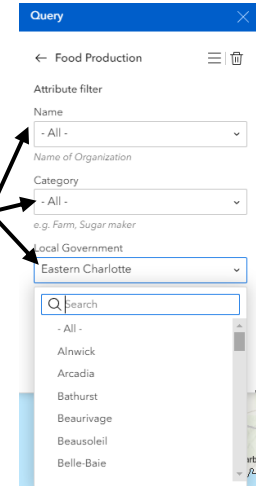 Query
Food Production
Attribute filter
Name
- All -
Name of Organization
Category
- All -
e.g. Farm, Sugar maker
Local Government
Eastern Charlotte
Search
- All -
Alnwick
Arcadia
Bathurst
Beaurivage
Beausoleil
Belle-Baie